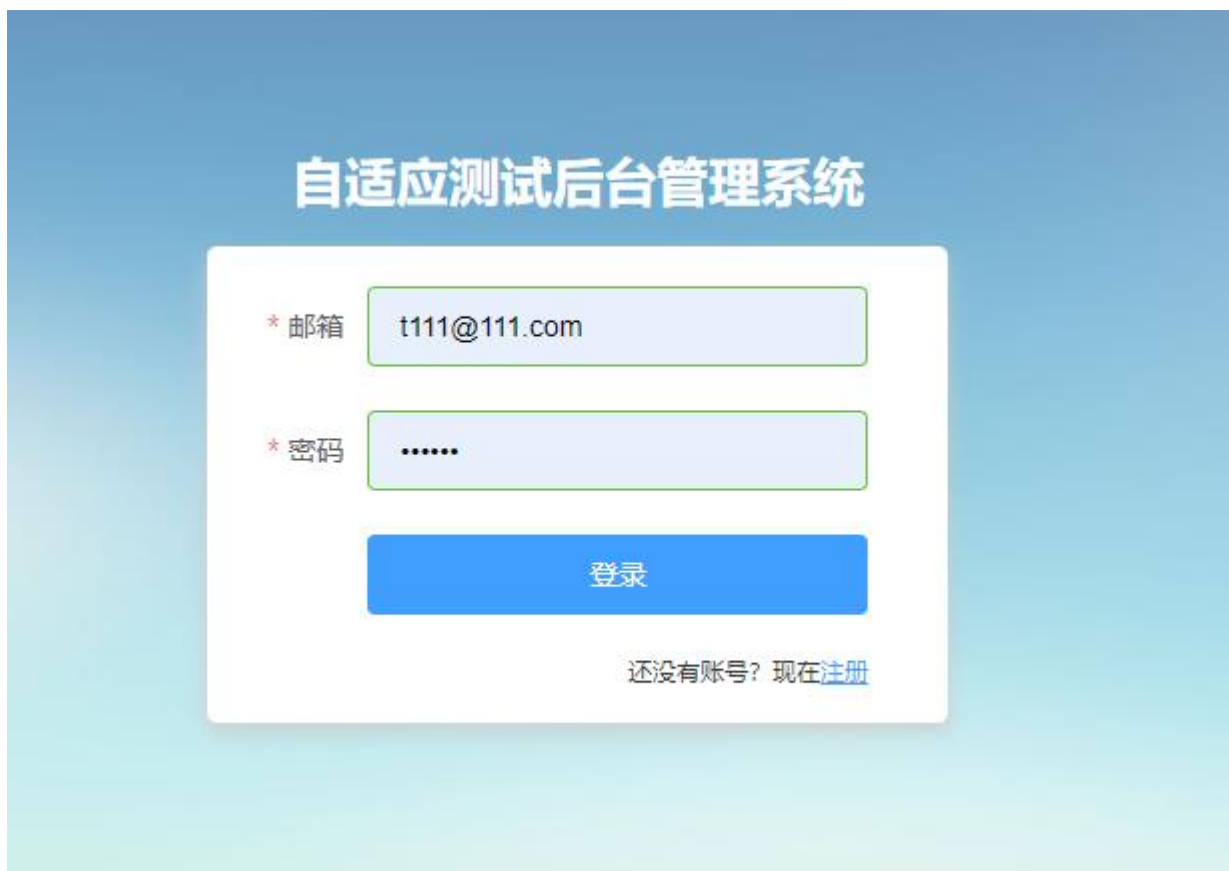 自适应测试后台管理系统
* 邮箱 t111@111.com
* 密码 ••••••
登录
还没有账号？现在注册